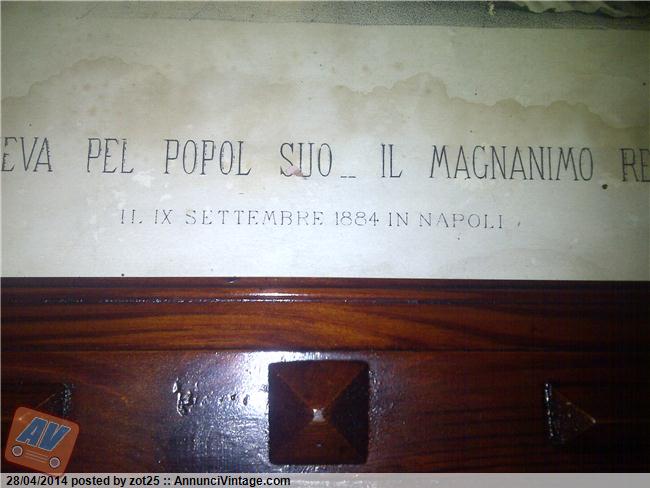 EVA PEL POPOL SUO__ IL MAGNANIMO RE
IL IX SETTEMBRE 1884 IN NAPOLI.
AV
28/04/2014 posted by zot25 :: AnnunciVintage.com